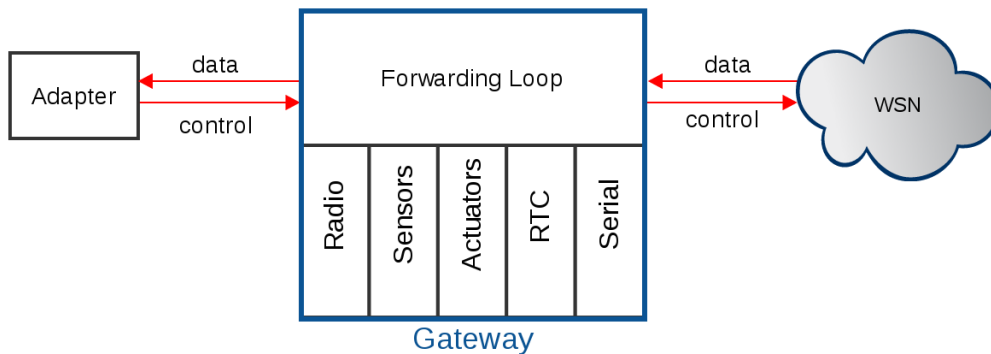 data
data
Adapter
Forwarding Loop
WSN
control
control
Radio
Sensors
Actuators
RTC
Serial
Gateway